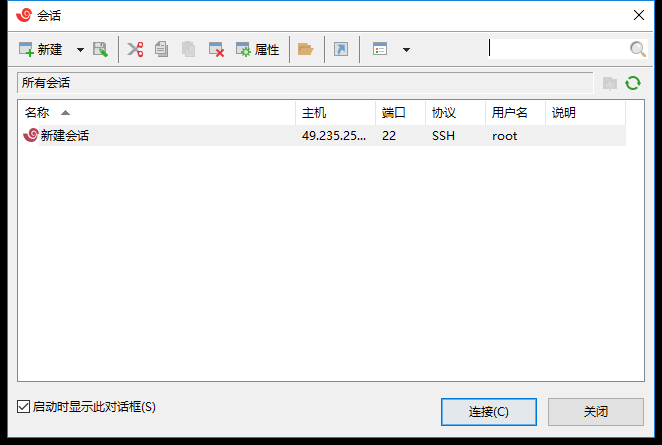 会话
新建 属性
所有会话
名称 主机 端口 协议 用户名 说明
新建会话 49.235.25... 22 SSH root
启动时显示此对话框(S) 连接(C) 关闭